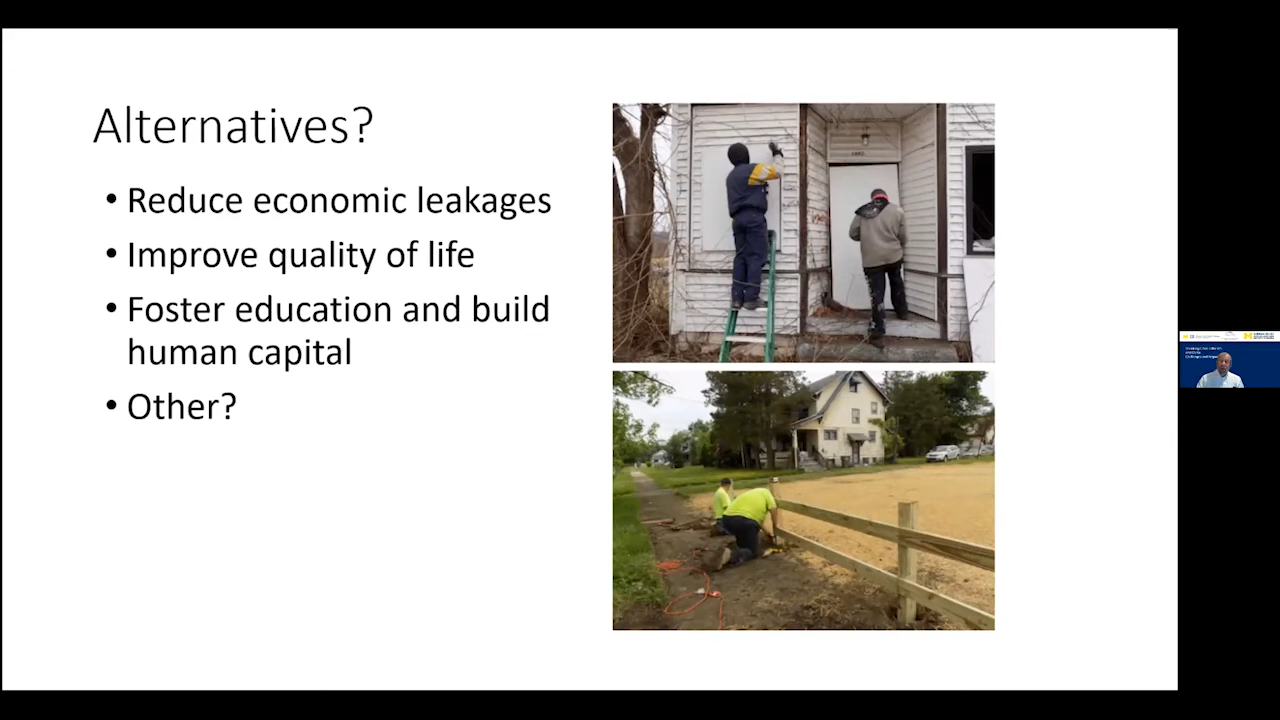 Alternatives?
• Reduce economic leakages
• Improve quality of life
• Foster education and build
human capital
• Other?